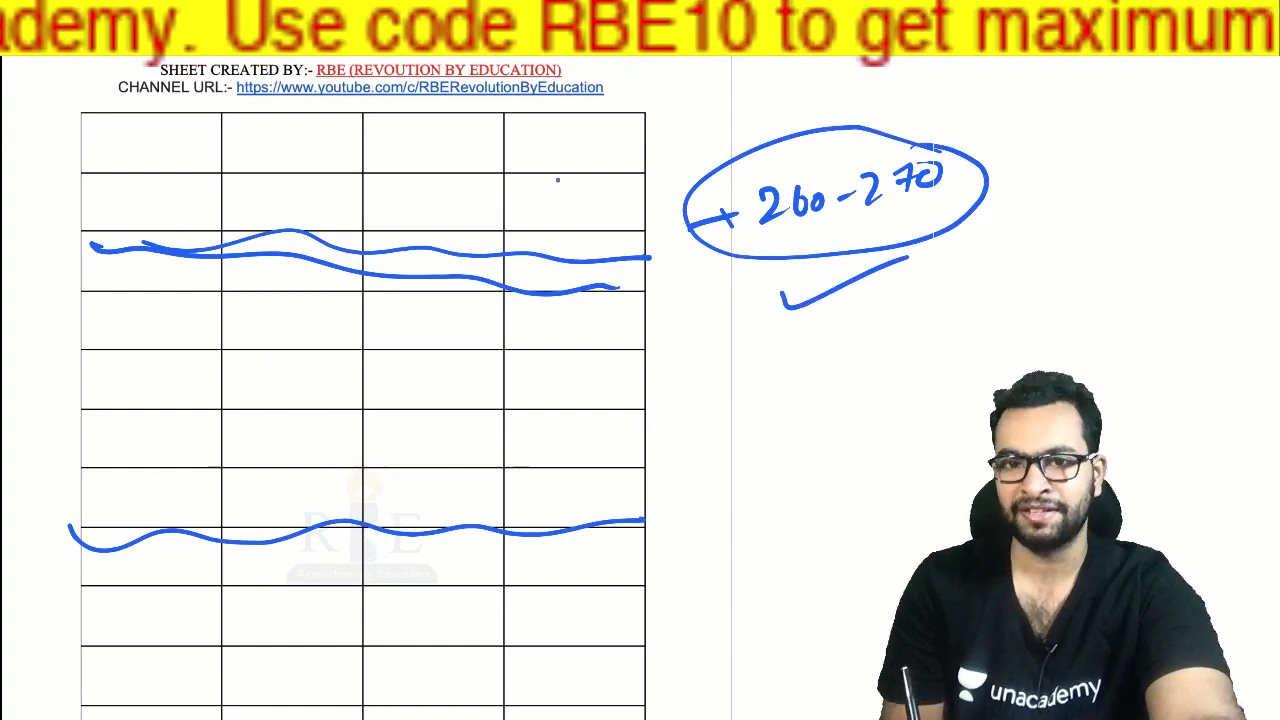 ademy. Use code RBE10 to get maximum
SHEET CREATED BY:- RBE (REVOUTION BY EDUCATION)
CHANNEL URL:- https://www.youtube.com/c/RBERevolutionByEducation
260-270
R E
unacademy